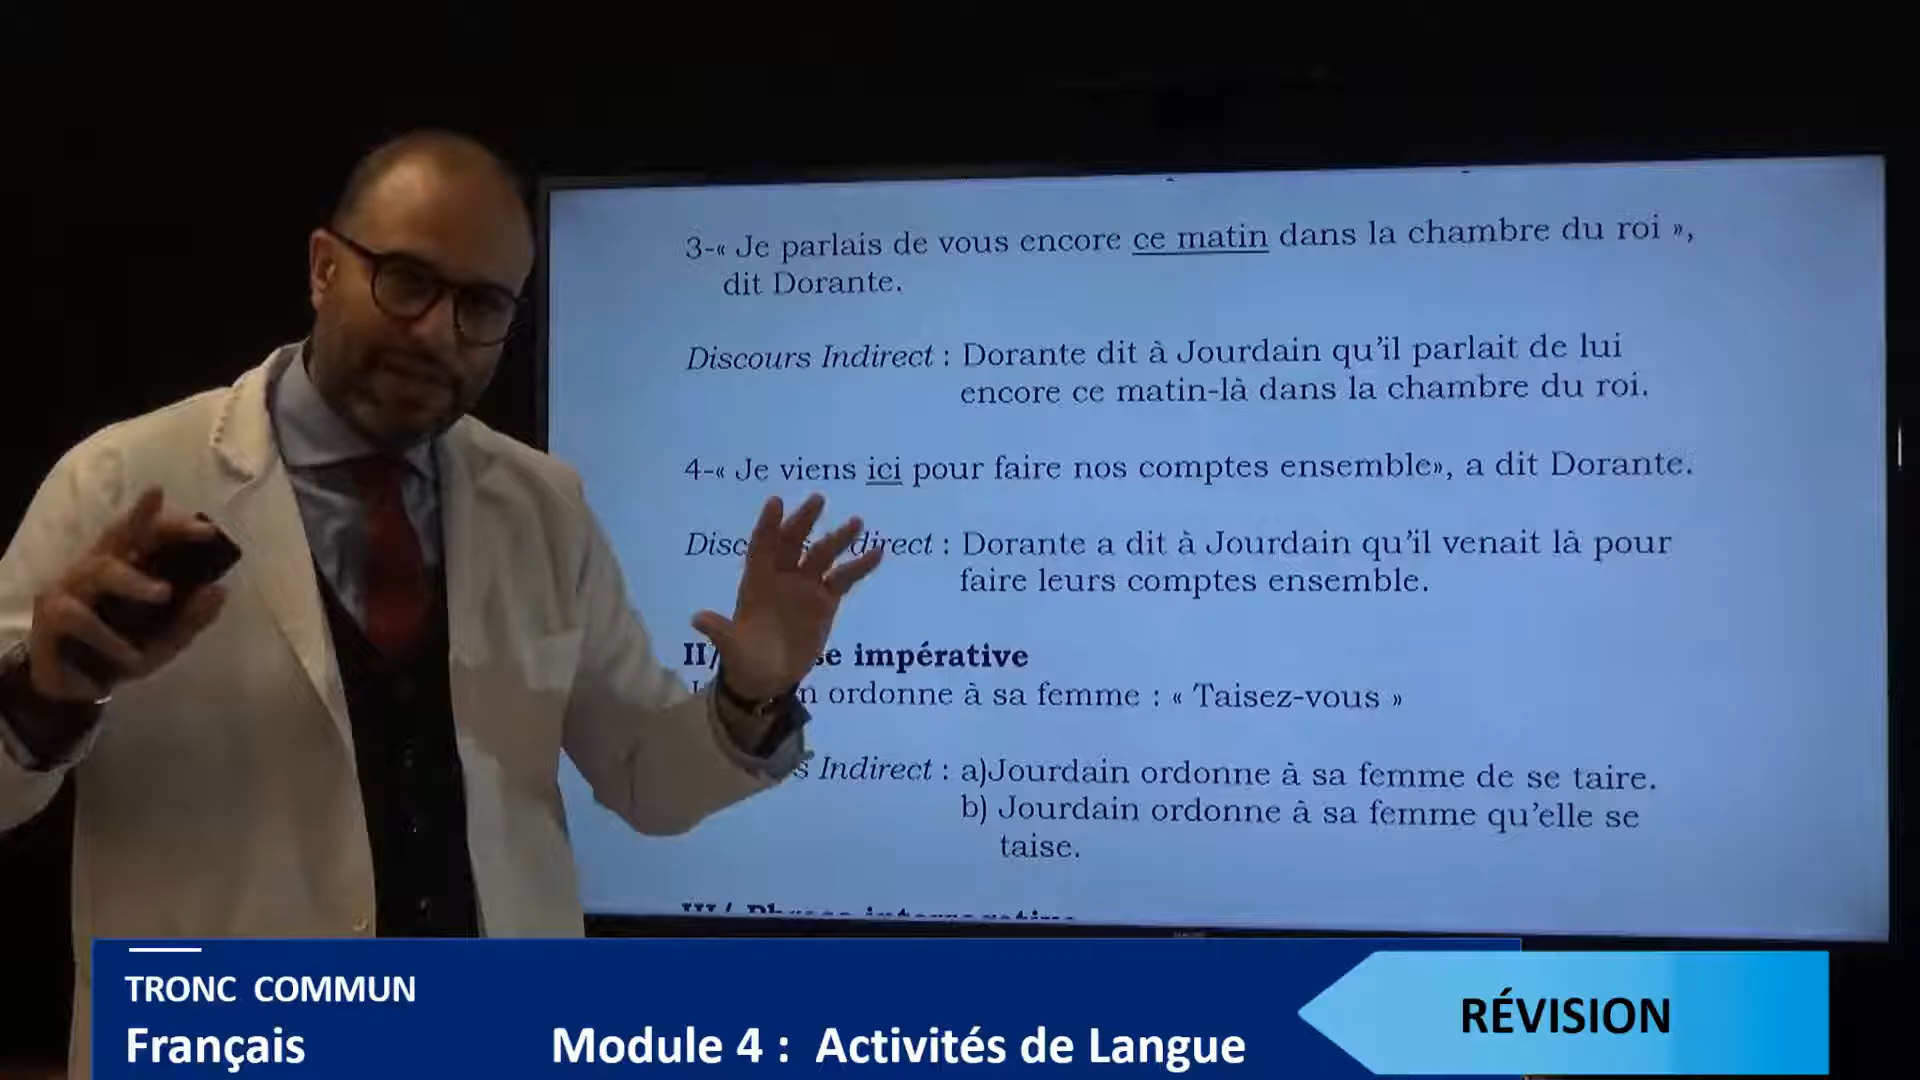 3-« Je parlais de vous encore ce matin dans la chambre du roi »,
dit Dorante.
Discours Indirect : Dorante dit à Jourdain qu'il parlait de lui
encore ce matin-là dans la chambre du roi.
4-« Je viens ici pour faire nos comptes ensemble», a dit Dorante.
: Dorante a dit à Jourdain qu'il venait là pour
faire leurs comptes ensemble.
II/ impérative
ordonne à sa femme : « Taisez-vous »
Indirect : a)Jourdain ordonne à sa femme de se taire.
b) Jourdain ordonne à sa femme qu'elle se
taise.
TRONC COMMUN
Français Module 4 : Activités de Langue
RÉVISION